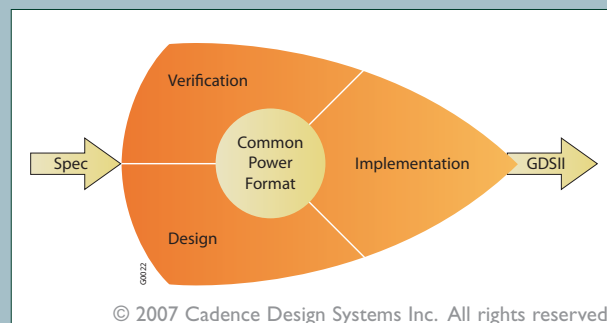 Verification
Common
Power
Format
Spec
Implementation
GDSII
Design
G0022
© 2007 Cadence Design Systems Inc. All rights reserved